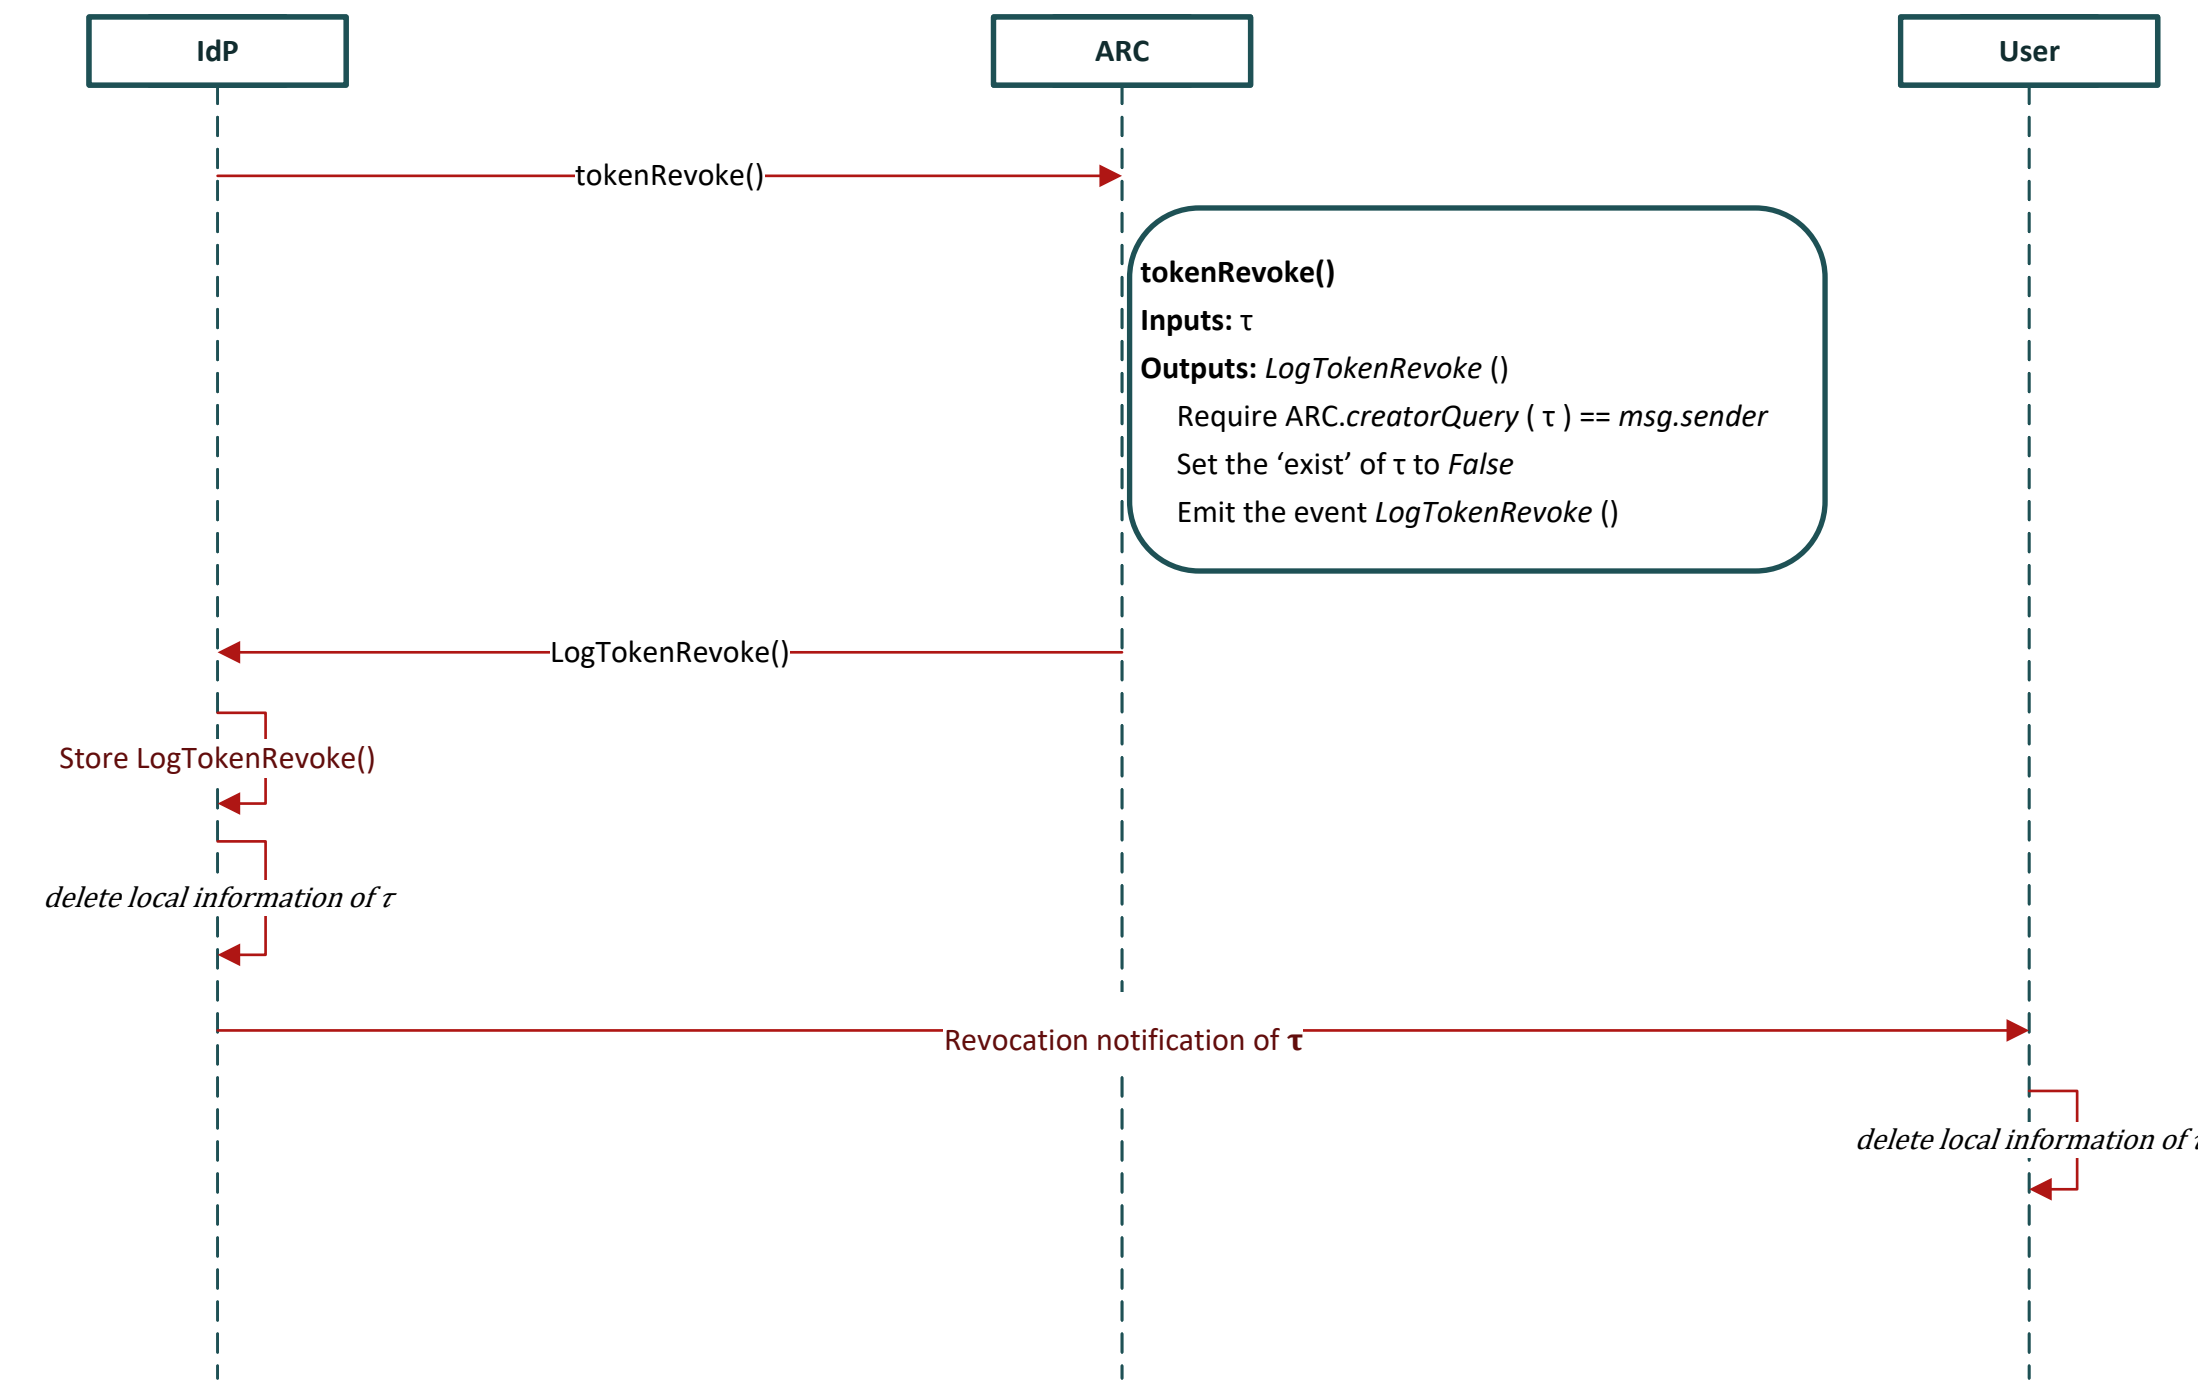 IdP
ARC
User
tokenRevoke()
tokenRevoke()
Inputs: τ
Outputs: LogTokenRevoke ()
Require ARC.creatorQuery ( τ ) == msg.sender
Set the ‘exist’ of τ to False
Emit the event LogTokenRevoke ()
LogTokenRevoke()
Store LogTokenRevoke()
delete local information of τ
Revocation notification of τ
delete local information of